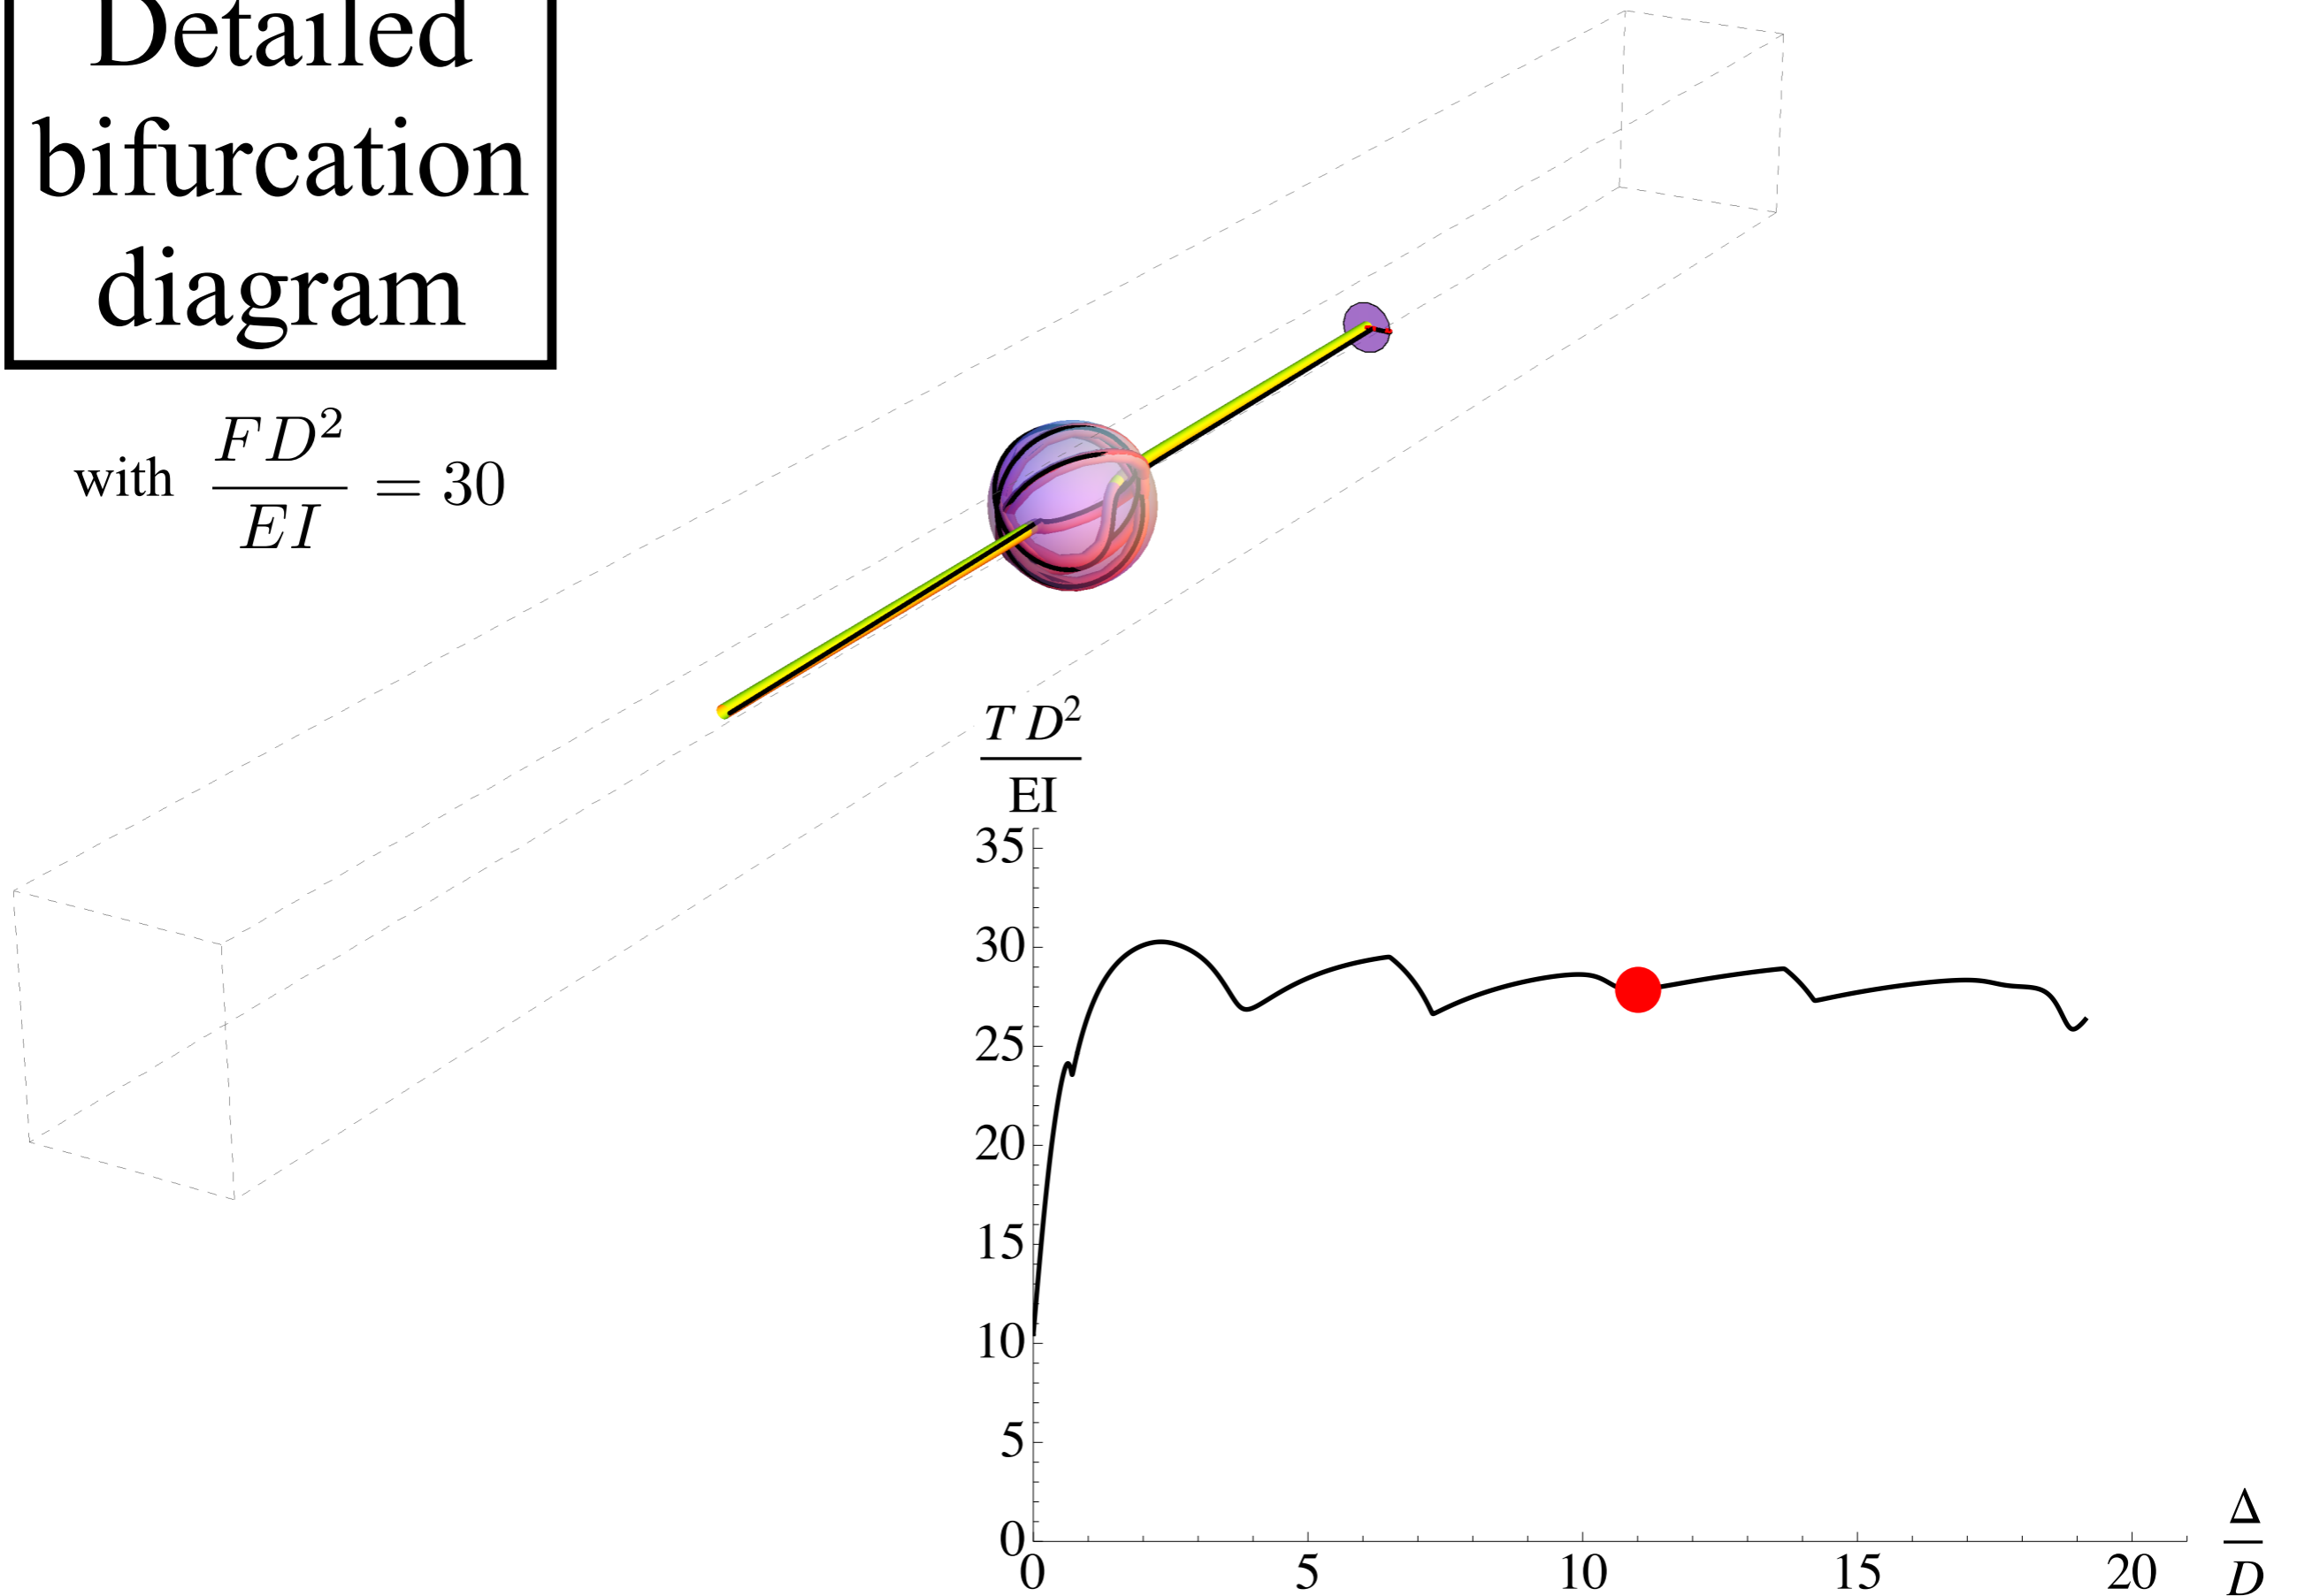 Detailed
bifurcation
diagram
with FD²/EI = 30
T D²
EI
35
30
25
20
15
10
5
0
0 5 10 15 20
Δ
D